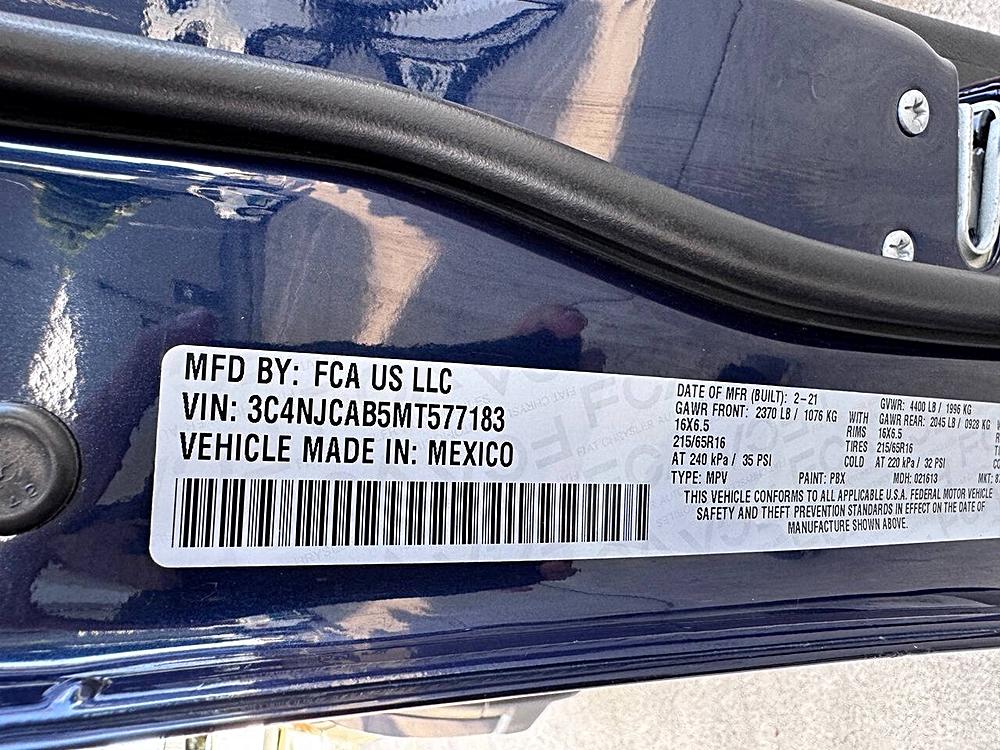 MFD BY: FCA US LLC
VIN: 3C4NJCAB5MT577183
VEHICLE MADE IN: MEXICO
DATE OF MFR (BUILT): 2-21 GVWR: 4400 LB / 1996 KG
GAWR FRONT: 2370 LB / 1076 KG WITH GAWR REAR: 2045 LB / 0928 KG
16X6.5 RIMS 16X6.5
215/65R16 TIRES 215/65R16
AT 240 kPa / 35 PSI COLD AT 220 kPa / 32 PSI
TYPE: MPV PAINT: PBX MDH: 021613 MKT:
THIS VEHICLE CONFORMS TO ALL APPLICABLE U.S.A. FEDERAL MOTOR VEHICLE
SAFETY AND THEFT PREVENTION STANDARDS IN EFFECT ON THE DATE OF
MANUFACTURE SHOWN ABOVE.